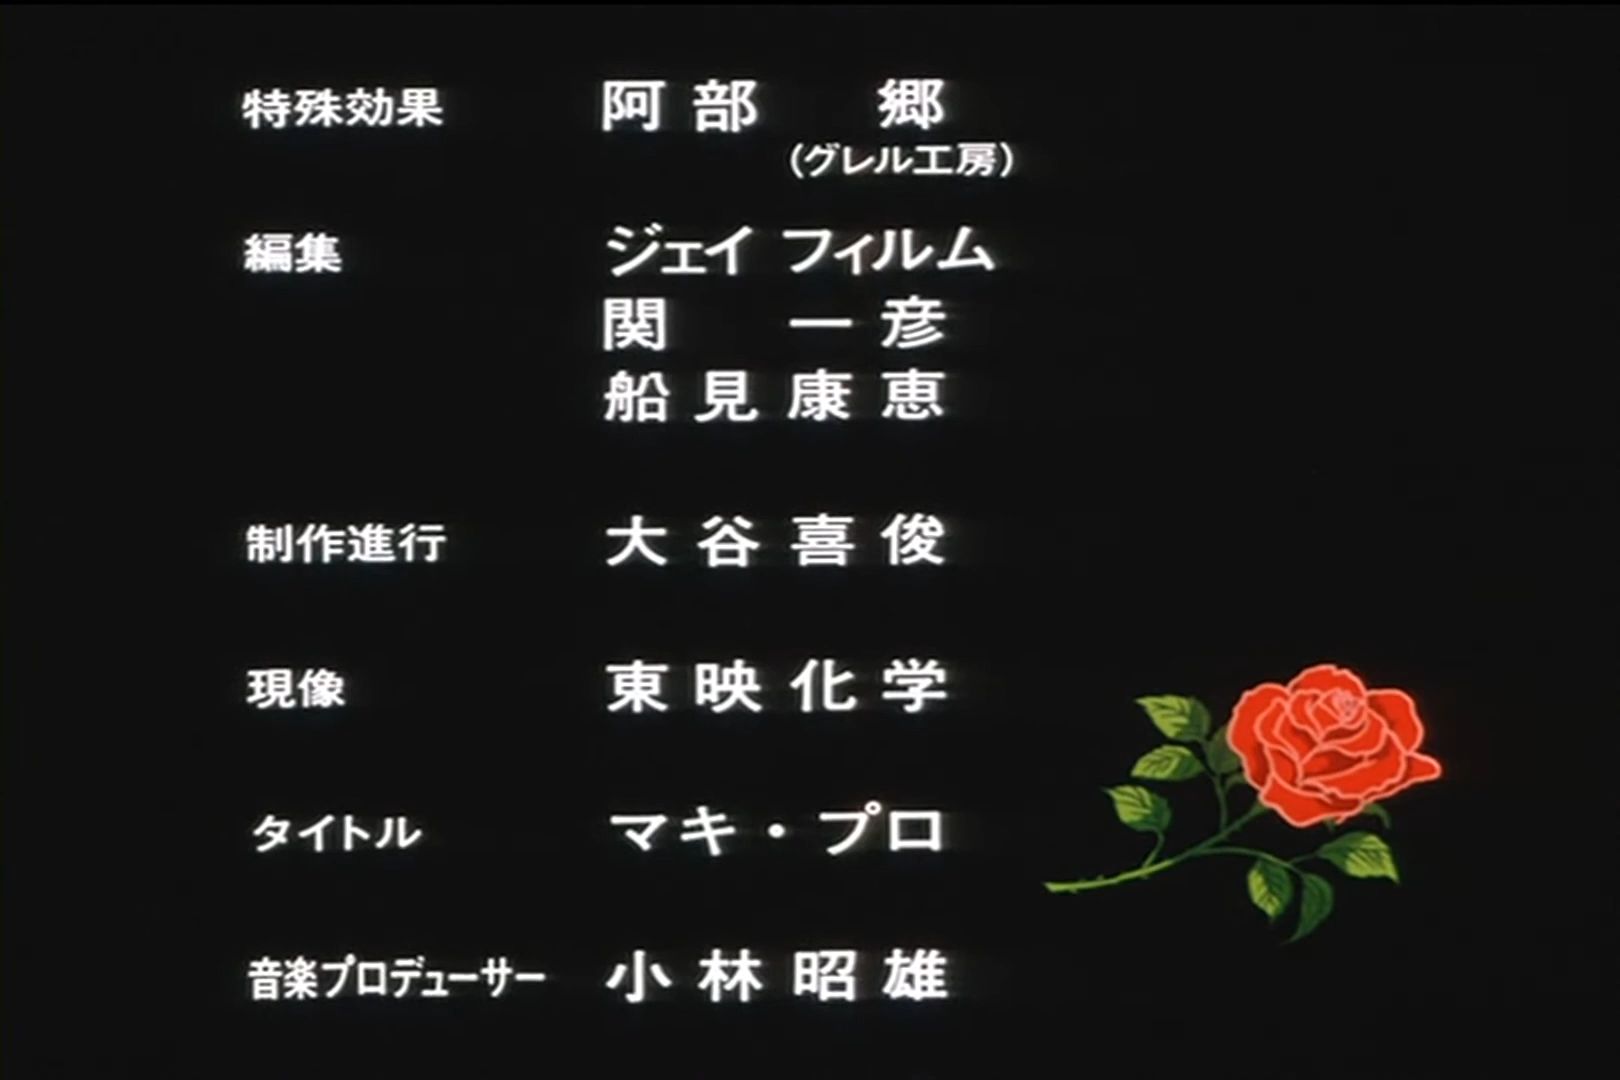 特殊効果 阿部 郷
(グレル工房)
編集 ジェイ フィルム
関 一彦
船見康恵
制作進行 大谷喜俊
現像 東映化学
タイトル マキ・プロ
音楽プロデューサー 小林昭雄